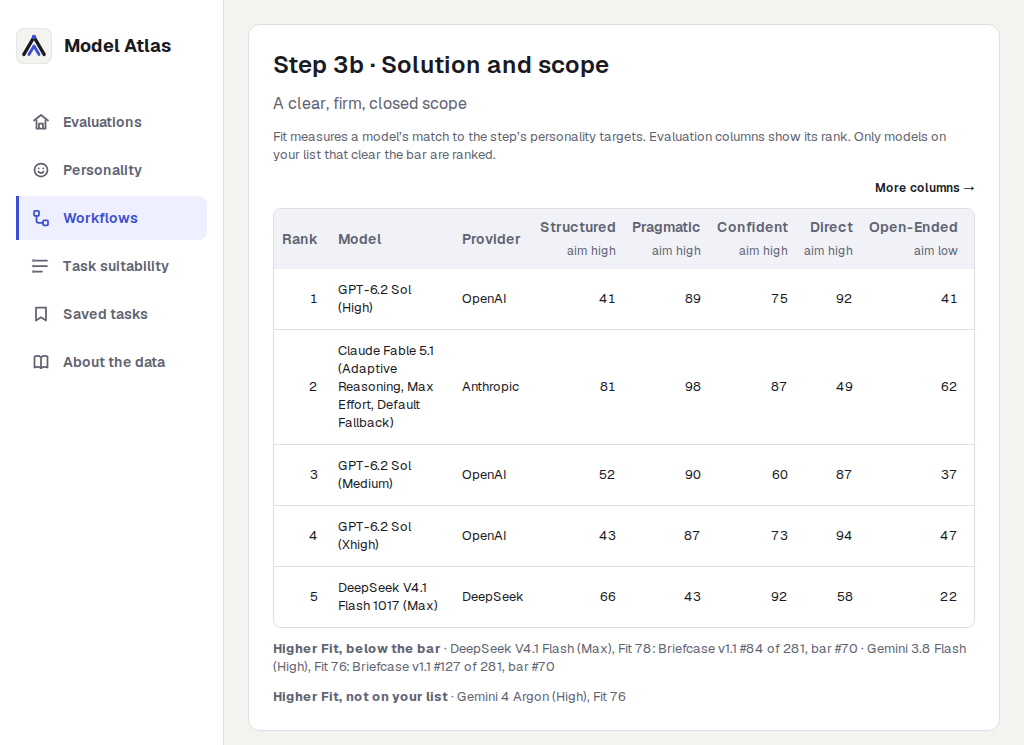 Model Atlas
Evaluations
Personality
Workflows
Task suitability
Saved tasks
About the data
Step 3b · Solution and scope
A clear, firm, closed scope
Fit measures a model's match to the step's personality targets. Evaluation columns show its rank. Only models on
your list that clear the bar are ranked.
More columns →
Rank Model Provider Structured aim high Pragmatic aim high Confident aim high Direct aim high Open-Ended aim low
1 GPT-6.2 Sol (High) OpenAI 41 89 75 92 41
2 Claude Fable 5.1 (Adaptive Reasoning, Max Effort, Default Fallback) Anthropic 81 98 87 49 62
3 GPT-6.2 Sol (Medium) OpenAI 52 90 60 87 37
4 GPT-6.2 Sol (Xhigh) OpenAI 43 87 73 94 47
5 DeepSeek V4.1 Flash 1017 (Max) DeepSeek 66 43 92 58 22
Higher Fit, below the bar · DeepSeek V4.1 Flash (Max), Fit 78: Briefcase v1.1 #84 of 281, bar #70 · Gemini 3.8 Flash
(High), Fit 76: Briefcase v1.1 #127 of 281, bar #70
Higher Fit, not on your list · Gemini 4 Argon (High), Fit 76